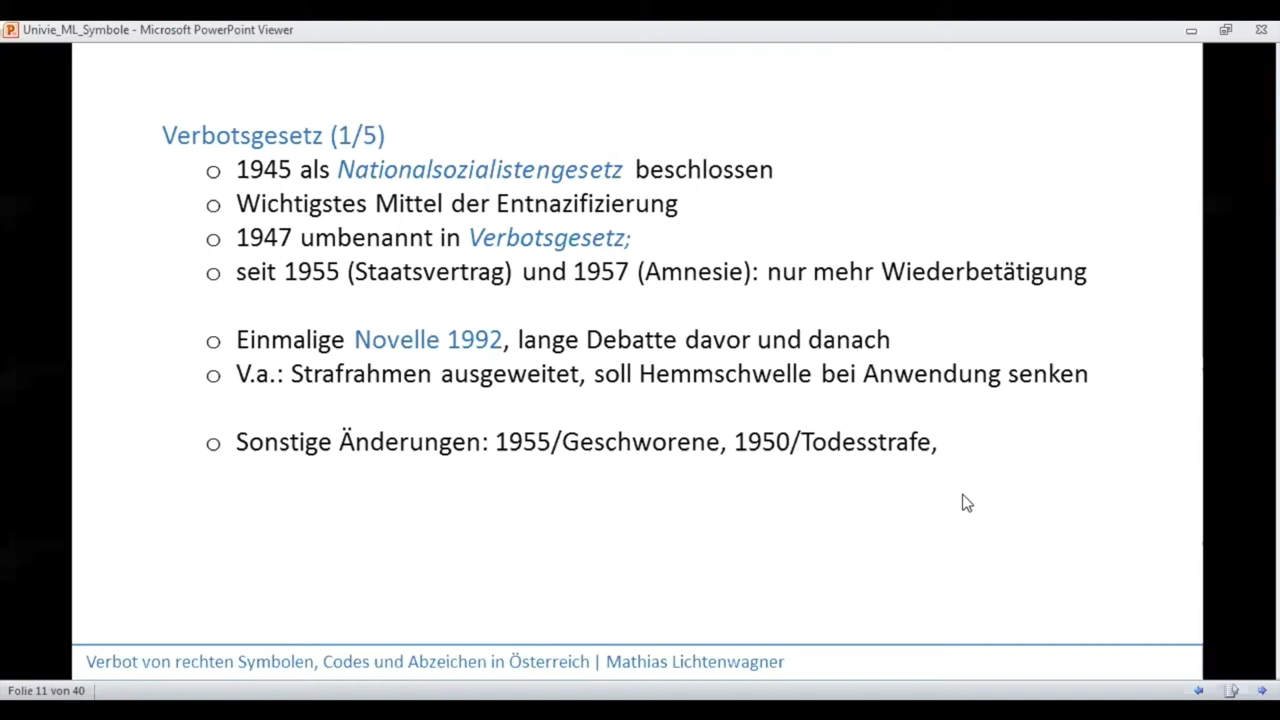 Univie_ML_Symbole - Microsoft PowerPoint Viewer
Verbotsgesetz (1/5)
o 1945 als Nationalsozialistengesetz beschlossen
o Wichtigstes Mittel der Entnazifizierung
o 1947 umbenannt in Verbotsgesetz;
o seit 1955 (Staatsvertrag) und 1957 (Amnesie): nur mehr Wiederbetätigung
o Einmalige Novelle 1992, lange Debatte davor und danach
o V.a.: Strafrahmen ausgeweitet, soll Hemmschwelle bei Anwendung senken
o Sonstige Änderungen: 1955/Geschworene, 1950/Todesstrafe,
Verbot von rechten Symbolen, Codes und Abzeichen in Österreich | Mathias Lichtenwagner
Folie 11 von 40